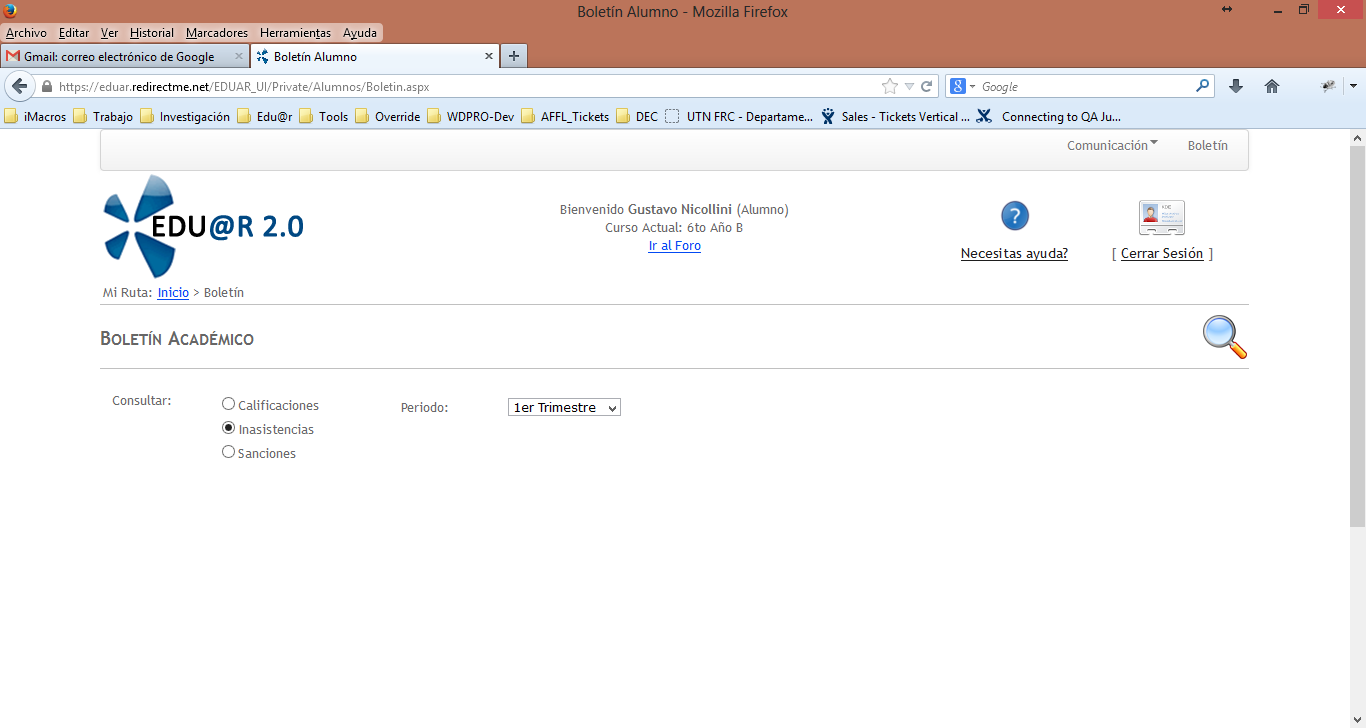 Boletín Alumno - Mozilla Firefox
Archivo Editar Ver Historial Marcadores Herramientas Ayuda
Gmail: correo electrónico de Google
Boletín Alumno
https://eduar.redirectme.net/EDUAR_UI/Private/Alumnos/Boletin.aspx
Google
iMacros Trabajo Investigación Edu@r Tools Override WDPRO-Dev AFFL_Tickets DEC UTN FRC - Departame... Sales - Tickets Vertical ... Connecting to QA Ju...
Comunicación Boletín
EDU@R 2.0
Bienvenido Gustavo Nicollini (Alumno)
Curso Actual: 6to Año B
Ir al Foro
Necesitas ayuda?
[ Cerrar Sesión ]
Mi Ruta: Inicio > Boletín
Boletín Académico
Consultar:
Calificaciones
Inasistencias
Sanciones
Periodo:
1er Trimestre